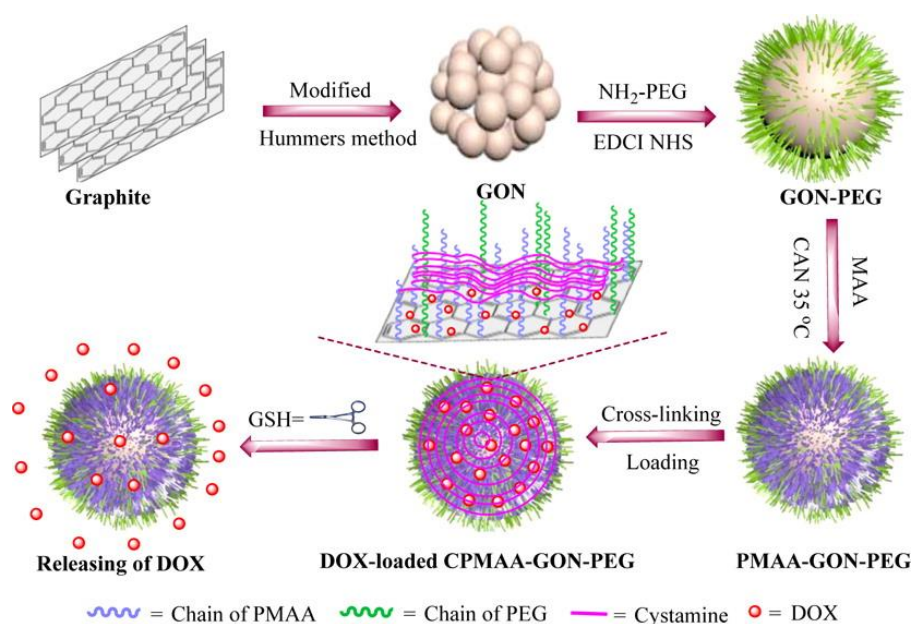 Modified
Hummers method
NH₂-PEG
EDCI NHS
Graphite
GON
GON-PEG
MAA
CAN 35 °C
GSH=
Cross-linking
Loading
Releasing of DOX
DOX-loaded CPMAA-GON-PEG
PMAA-GON-PEG
= Chain of PMAA = Chain of PEG = Cystamine = DOX